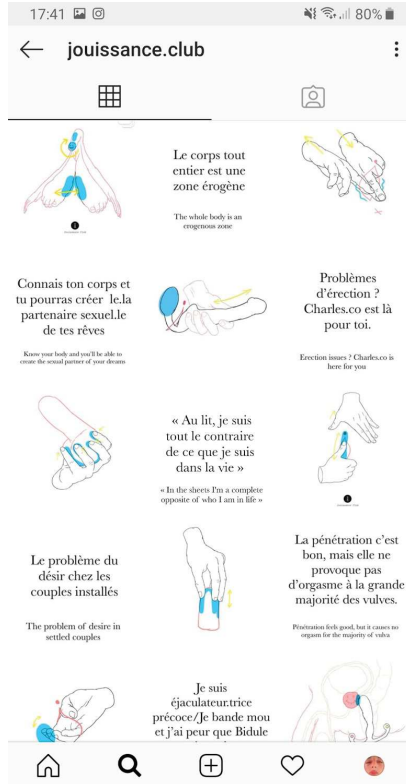 17:41
80%
jouissance.club
Le corps tout
entier est une
zone érogène
The whole body is an
erogenous zone
Connais ton corps et
tu pourras créer le.la
partenaire sexuel.le
de tes rêves
Know your body and you'll be able to
create the sexual partner of your dreams
Problèmes
d'érection ?
Charles.co est là
pour toi.
Erection issues ? Charles.co is
here for you
« Au lit, je suis
tout le contraire
de ce que je suis
dans la vie »
« In the sheets I'm a complete
opposite of who I am in life »
Le problème du
désir chez les
couples installés
The problem of desire in
settled couples
La pénétration c'est
bon, mais elle ne
provoque pas
d'orgasme à la grande
majorité des vulves.
Pénétration feels good, but it causes no
orgasm for the majority of vulva
Je suis
éjaculateur.trice
précoce/Je bande mou
et j'ai peur que Bidule